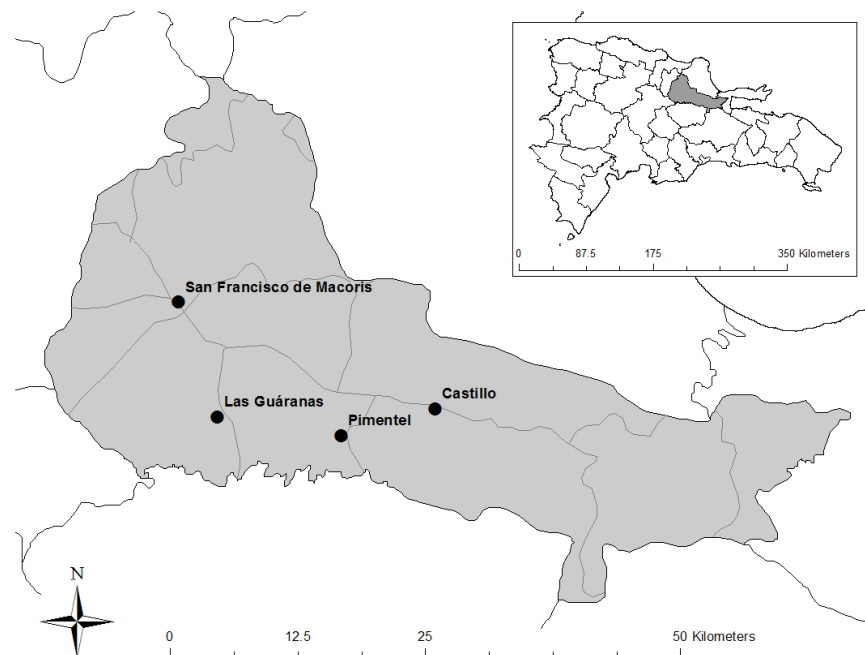 0 87.5 175 350 Kilometers
San Francisco de Macoris
Castillo
Las Guáranas
Pimentel
N
0 12.5 25 50 Kilometers